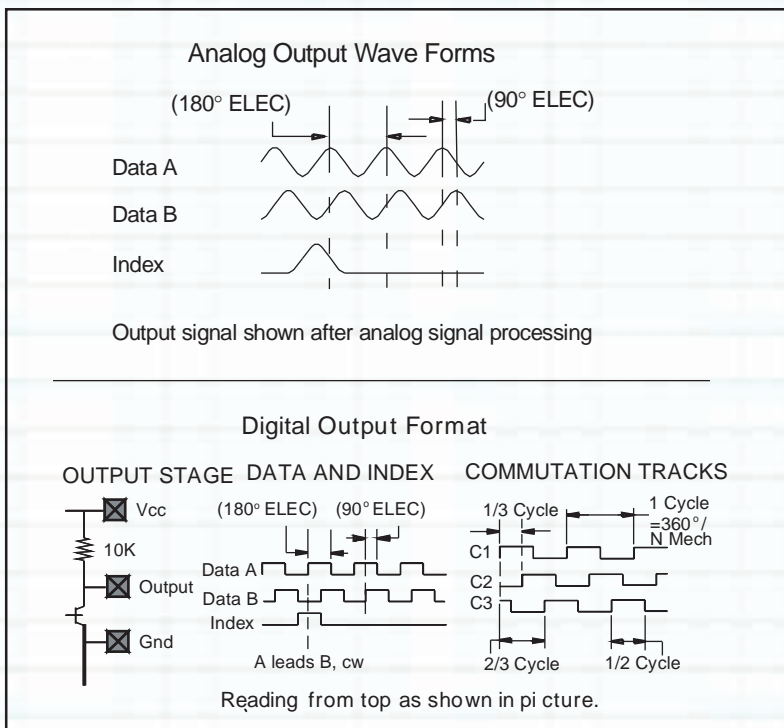 Analog Output Wave Forms
(180° ELEC)
(90° ELEC)
Data A
Data B
Index
Output signal shown after analog signal processing
Digital Output Format
OUTPUT STAGE
Vcc
10K
Output
Gnd
DATA AND INDEX
(180° ELEC) (90° ELEC)
Data A
Data B
Index
A leads B, cw
COMMUTATION TRACKS
1/3 Cycle
1 Cycle
=360°/
N Mech
C1
C2
C3
2/3 Cycle
1/2 Cycle
Reading from top as shown in pi cture.